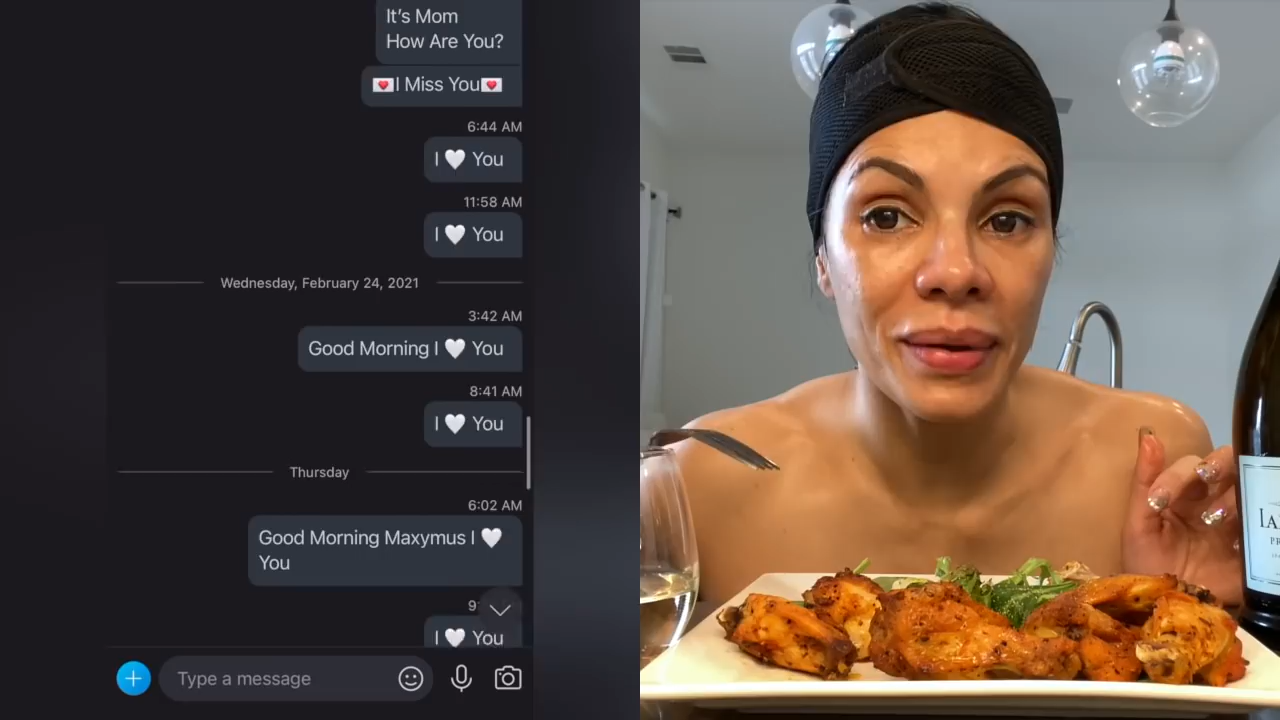 It's Mom
How Are You?
💌I Miss You💌
6:44 AM
I 🤍 You
11:58 AM
I 🤍 You
Wednesday, February 24, 2021
3:42 AM
Good Morning I 🤍 You
8:41 AM
I 🤍 You
Thursday
6:02 AM
Good Morning Maxymus I 🤍
You
I 🤍 You
Type a message